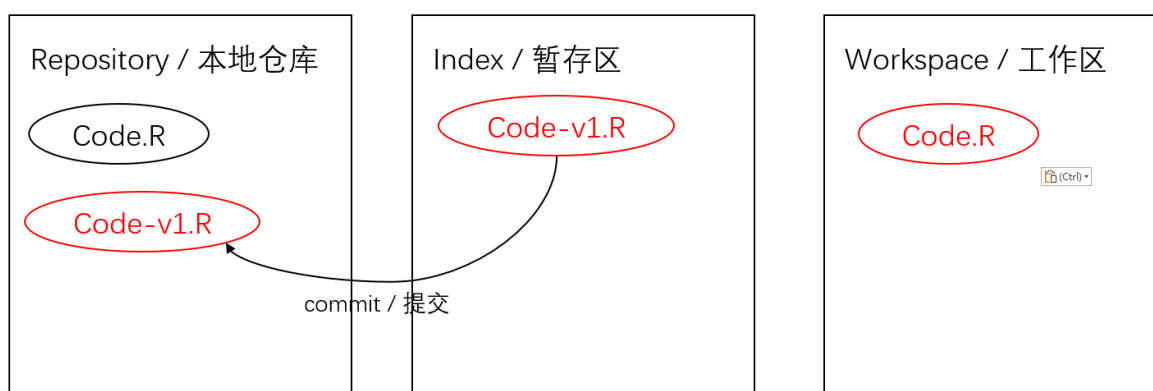 Repository / 本地仓库
Code.R
Code-v1.R
commit / 提交
Index / 暂存区
Code-v1.R
Workspace / 工作区
Code.R
(Ctrl)